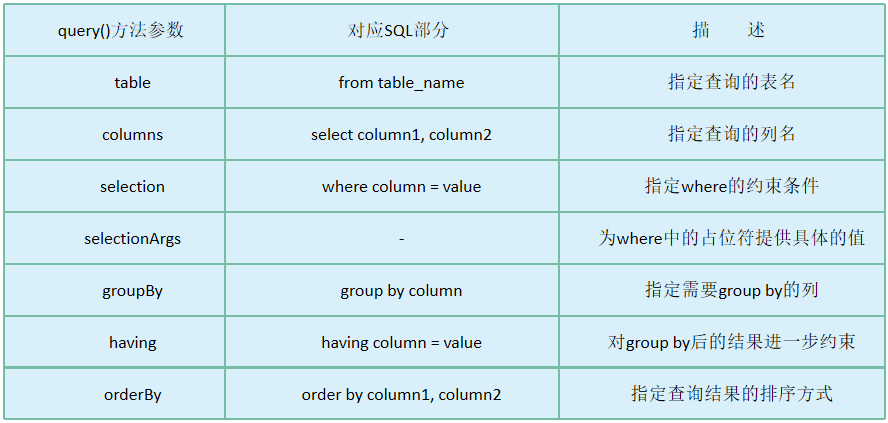 query()方法参数 对应SQL部分 描 述
table from table_name 指定查询的表名
columns select column1, column2 指定查询的列名
selection where column = value 指定where的约束条件
selectionArgs - 为where中的占位符提供具体的值
groupBy group by column 指定需要group by的列
having having column = value 对group by后的结果进一步约束
orderBy order by column1, column2 指定查询结果的排序方式